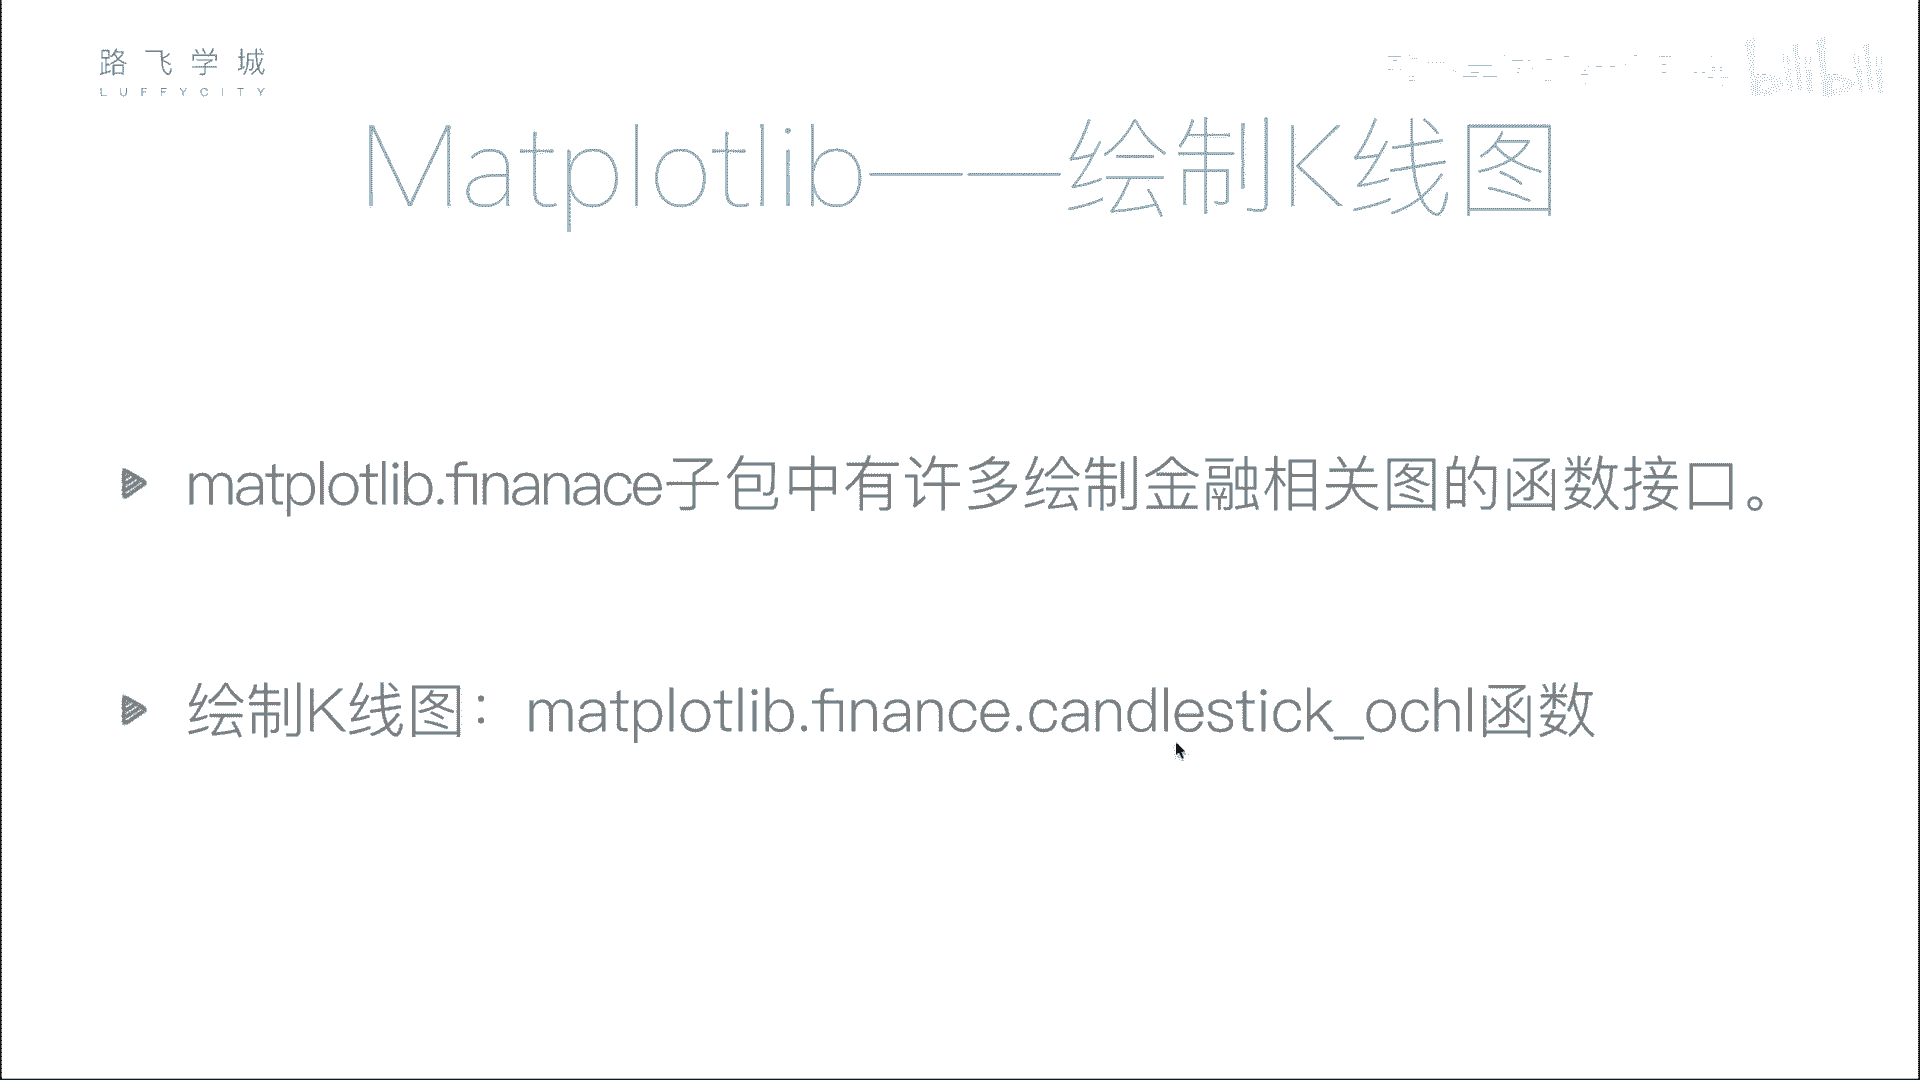 路飞学城
LUFFYCITY
bilibili
Matplotlib——绘制K线图
matplotlib.finanace子包中有许多绘制金融相关图的函数接口。
绘制K线图：matplotlib.finance.candlestick_ochl函数